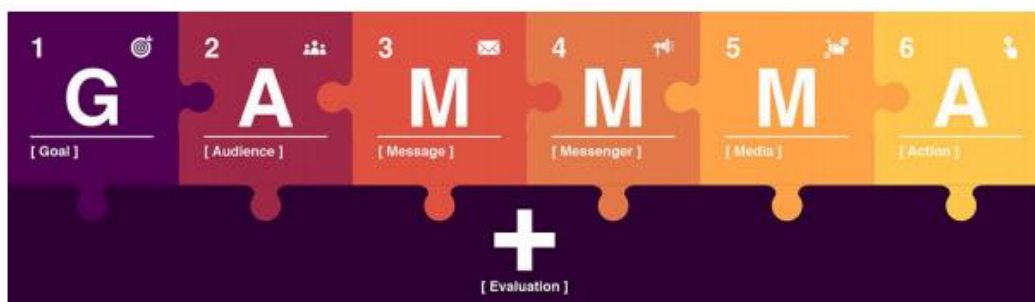 1 2 3 4 5 6
G A M M M A
[ Goal ] [ Audience ] [ Message ] [ Messenger ] [ Media ] [ Action ]
+
[ Evaluation ]